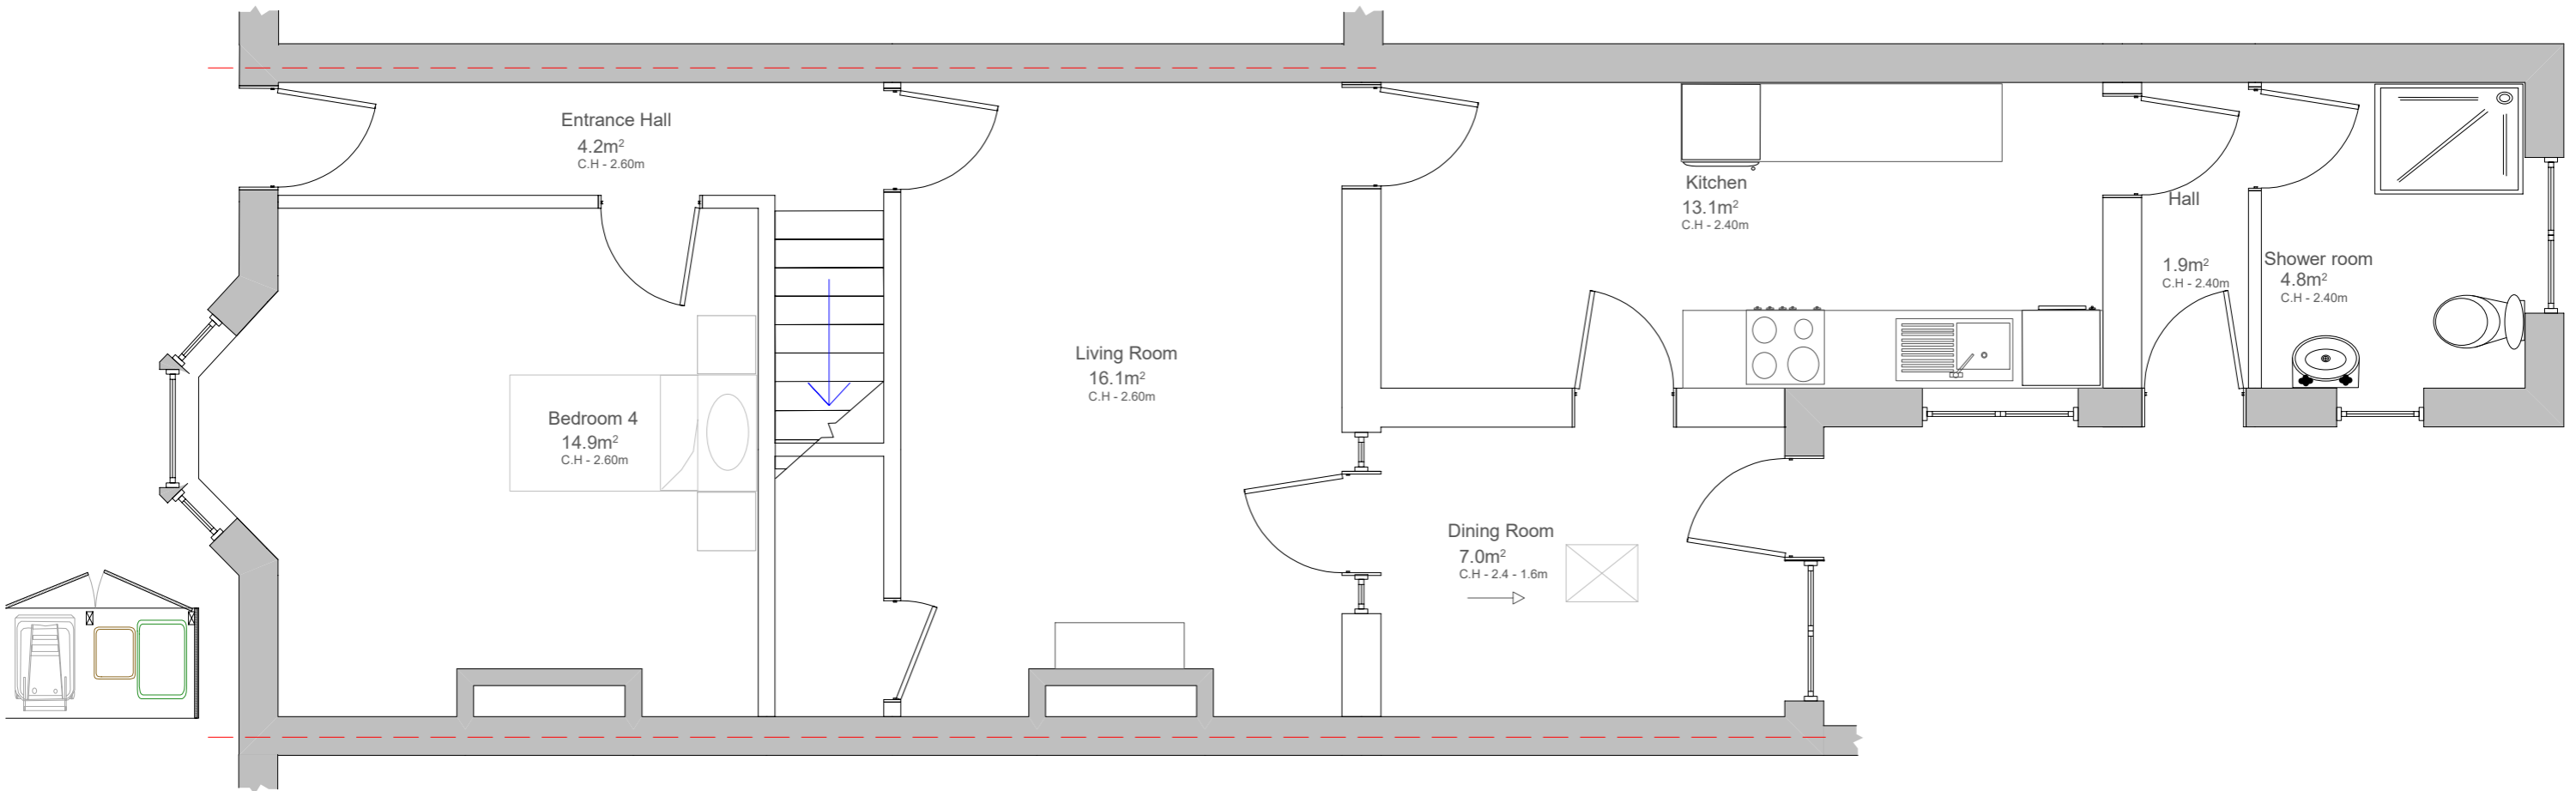 Entrance Hall
4.2m²
C.H - 2.60m
Kitchen
13.1m²
C.H - 2.40m
Hall
1.9m²
C.H - 2.40m
Shower room
4.8m²
C.H - 2.40m
Living Room
16.1m²
C.H - 2.60m
Bedroom 4
14.9m²
C.H - 2.60m
Dining Room
7.0m²
C.H - 2.4 - 1.6m